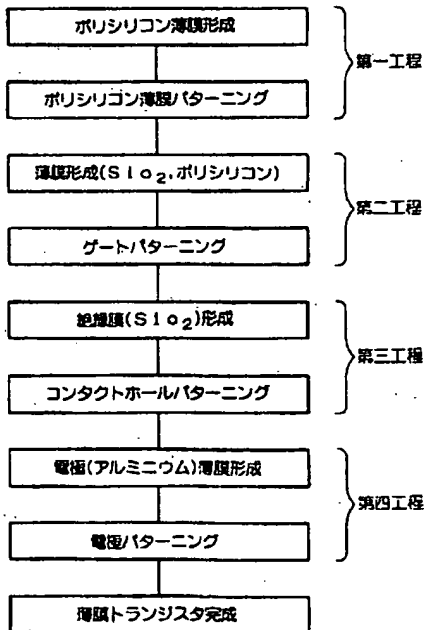 ポリシリコン薄膜形成
ポリシリコン薄膜パターニング
第一工程
薄膜形成(SiO₂,ポリシリコン)
ゲートパターニング
第二工程
絶縁膜(SiO₂)形成
コンタクトホールパターニング
第三工程
電極(アルミニウム)薄膜形成
電極パターニング
第四工程
薄膜トランジスタ完成